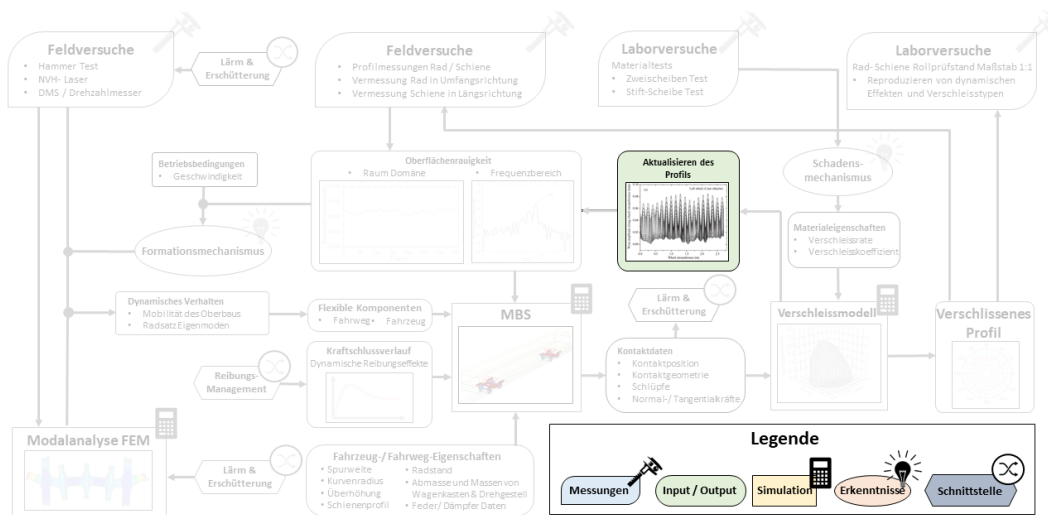 Feldversuche
• Hammer Test
• NVH- Laser
• DMS / Drehzahlmesser
Lärm &
Erschütterung
Feldversuche
• Profilmessungen Rad / Schiene
• Vermessung Rad in Umfangsrichtung
• Vermessung Schiene in Längsrichtung
Laborversuche
Materialtests
• Zweischeiben Test
• Stift-Scheibe Test
Laborversuche
Rad- Schiene Rollprüfstand Maßstab 1:1
• Reproduzieren von dynamischen
Effekten und Verschleisstypen
Betriebsbedingungen
• Geschwindigkeit
Formationsmechanismus
Oberflächenrauigkeit
• Raum Domäne
• Frequenzbereich
Aktualisieren des
Profils
Schadens-
mechanismus
Materialeigenschaften
• Verschleissrate
• Verschleisskoeffizient
Dynamisches Verhalten
• Mobilität des Oberbaus
• Radsatz Eigenmoden
Flexible Komponenten
• Fahrweg • Fahrzeug
MBS
Lärm &
Erschütterung
Verschleissmodell
Verschlissenes
Profil
Reibungs-
Management
Kraftschlussverlauf
Dynamische Reibungseffekte
Kontaktdaten
• Kontaktposition
• Kontaktgeometrie
• Schlüpfe
• Normal-/ Tangentialkräfte
Modalanalyse FEM
Lärm &
Erschütterung
Fahrzeug-/ Fahrweg-Eigenschaften
• Spurweite
• Kurvenradius
• Überhöhung
• Schienenprofil
• Radstand
• Abmasse und Massen von
Wagenkasten & Drehgestell
• Feder/ Dämpfer Daten
Legende
Messungen
Input / Output
Simulation
Erkenntnisse
Schnittstelle